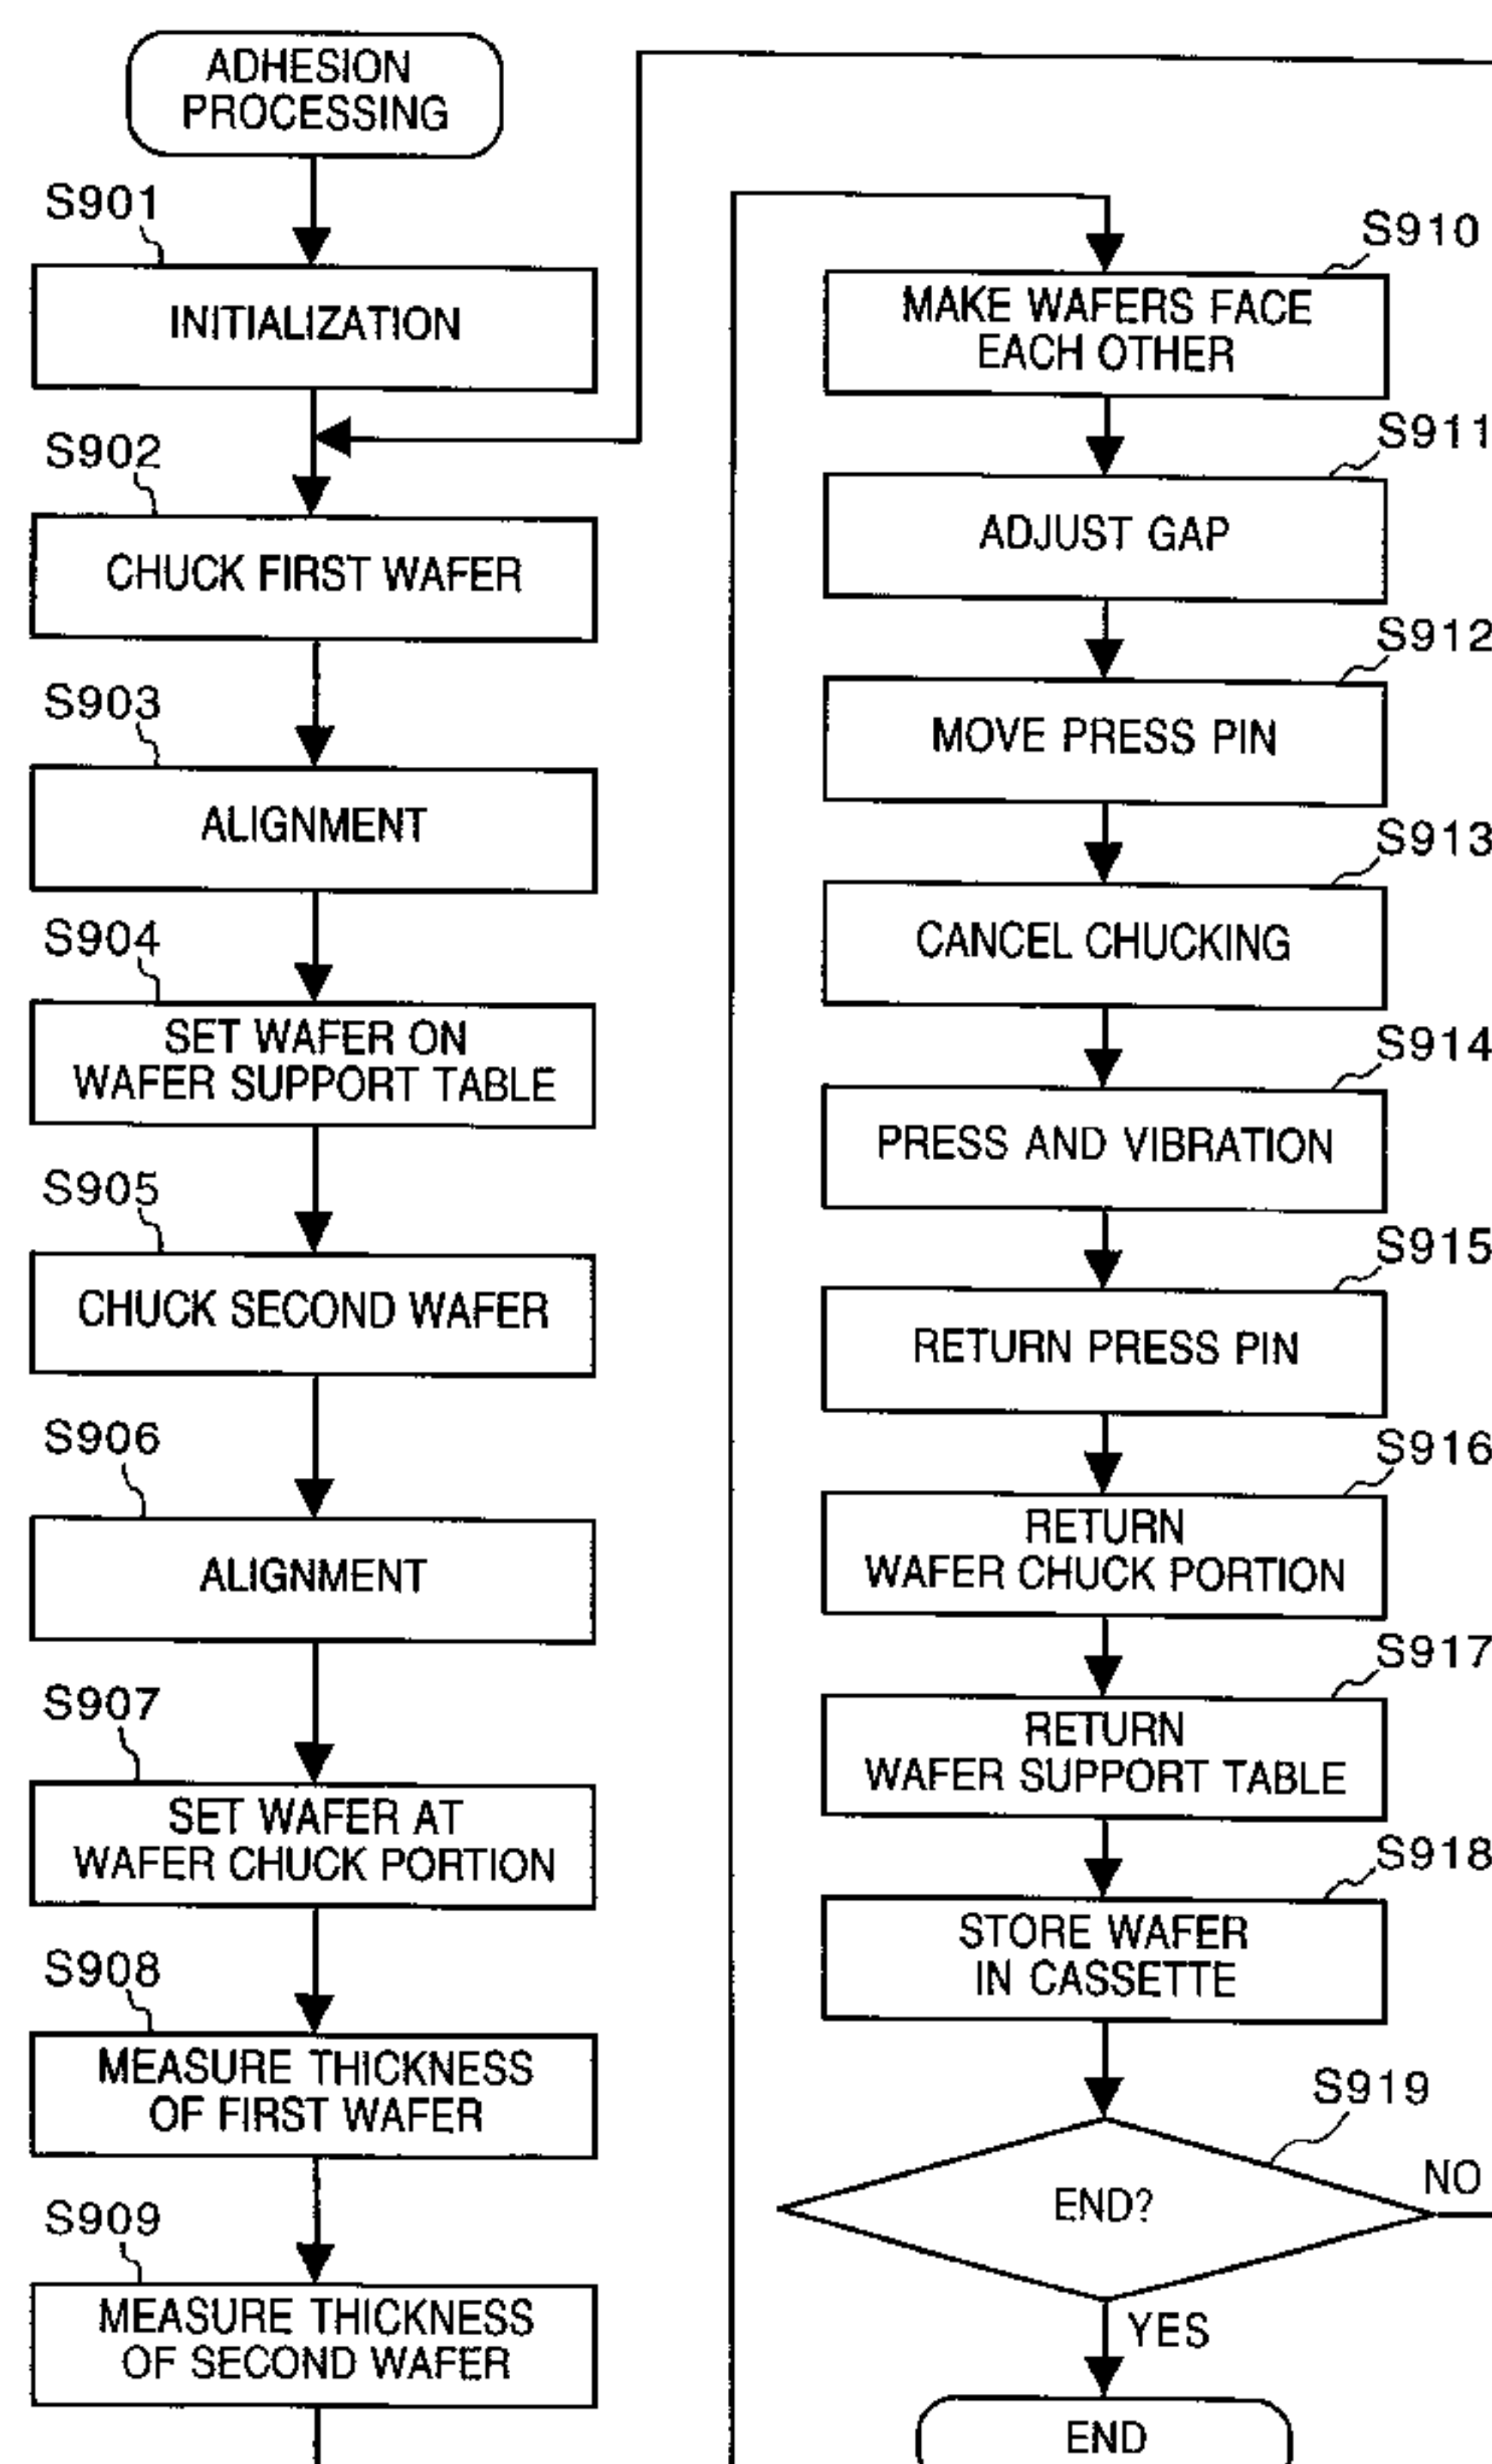 ADHESION
PROCESSING
S901
INITIALIZATION
S902
CHUCK FIRST WAFER
S903
ALIGNMENT
S904
SET WAFER ON
WAFER SUPPORT TABLE
S905
CHUCK SECOND WAFER
S906
ALIGNMENT
S907
SET WAFER AT
WAFER CHUCK PORTION
S908
MEASURE THICKNESS
OF FIRST WAFER
S909
MEASURE THICKNESS
OF SECOND WAFER
S910
MAKE WAFERS FACE
EACH OTHER
S911
ADJUST GAP
S912
MOVE PRESS PIN
S913
CANCEL CHUCKING
S914
PRESS AND VIBRATION
S915
RETURN PRESS PIN
S916
RETURN
WAFER CHUCK PORTION
S917
RETURN
WAFER SUPPORT TABLE
S918
STORE WAFER
IN CASSETTE
S919
END?
NO
YES
END